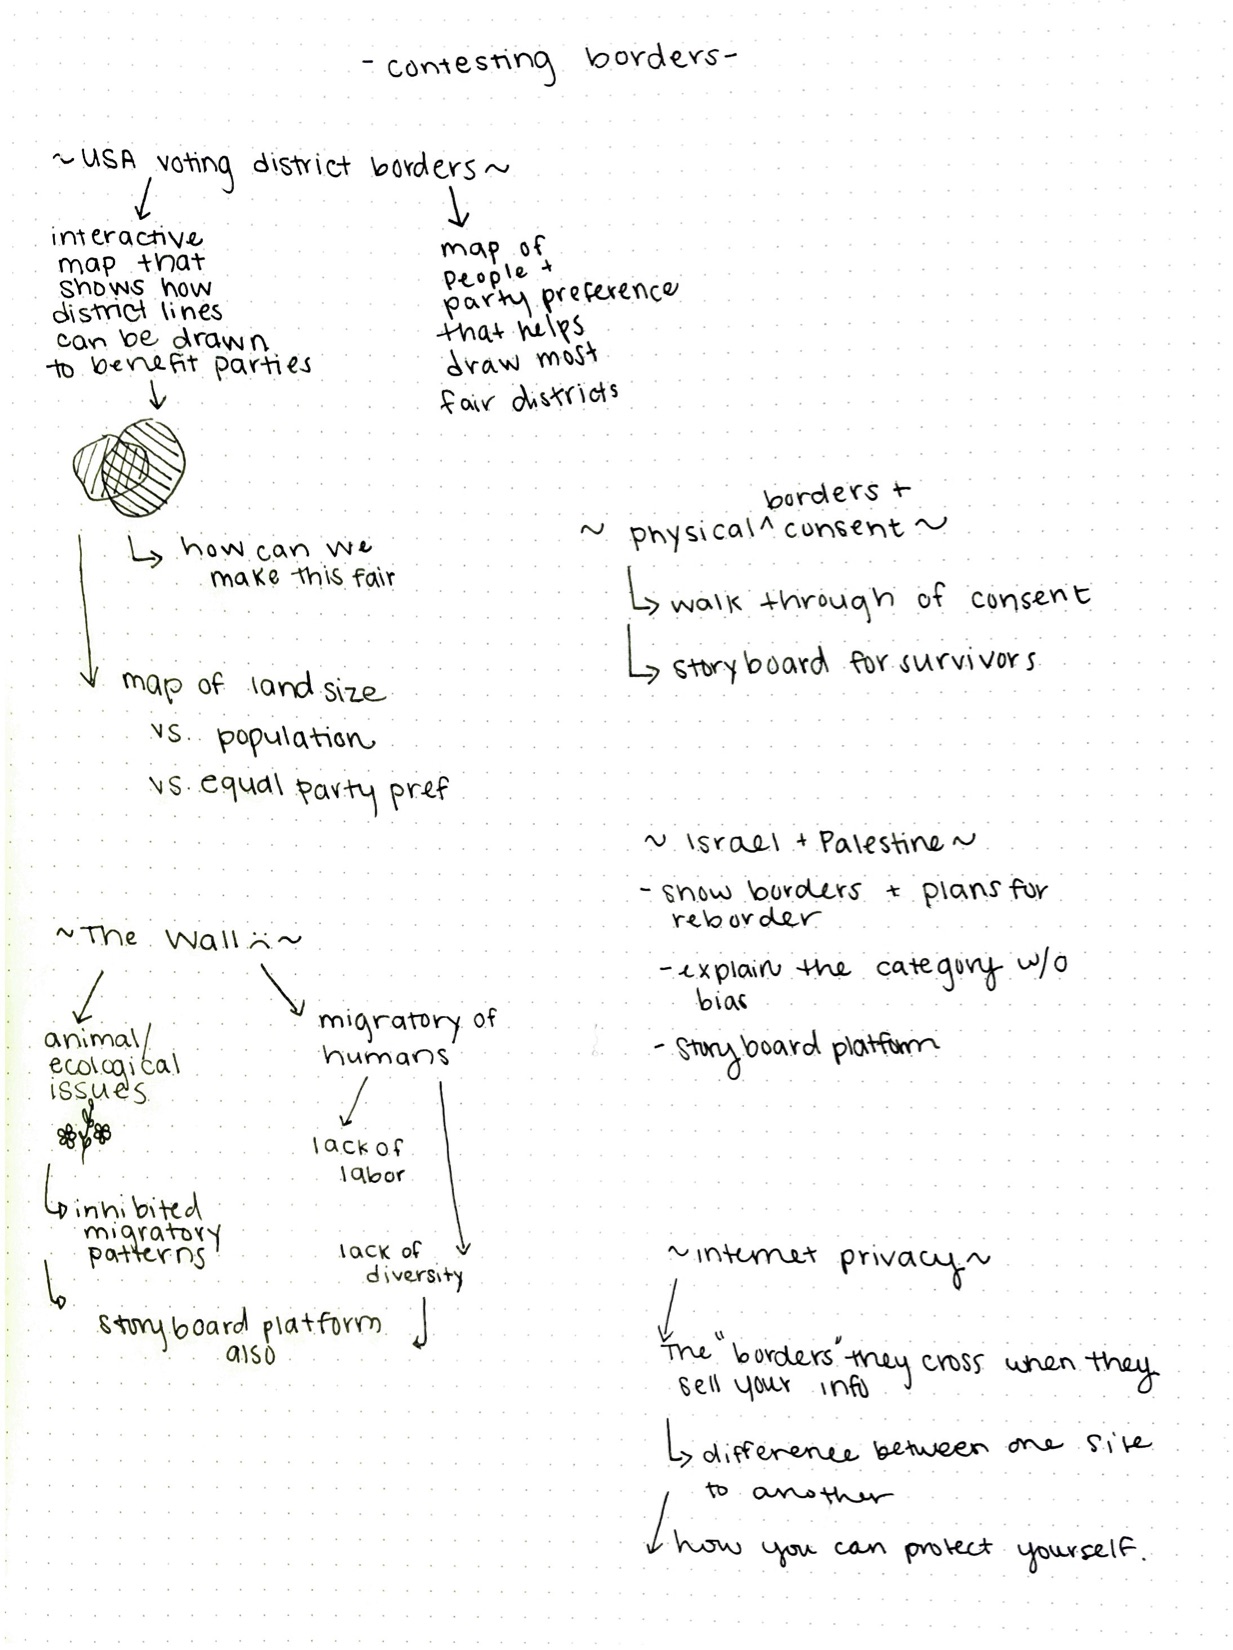 - contesting borders-
~USA voting district borders~
interactive
map that
shows how
district lines
can be drawn
to benefit parties
map of
people +
party preference
that helps
draw most
fair districts
how can we
make this fair
map of land size
vs. population
vs. equal party pref
borders +
~ physical ^ consent ~
walk through of consent
storyboard for survivors
~ Israel + Palestine ~
- show borders + plans for
reborder
- explain the category w/o
bias
- storyboard platform
~The Wall :( ~
animal/
ecological
issues
inhibited
migratory
patterns
migratory of
humans
lack of
labor
lack of
diversity
storyboard platform
also
~internet privacy~
The "borders" they cross when they
sell your info
difference between one site
to another
how you can protect yourself.